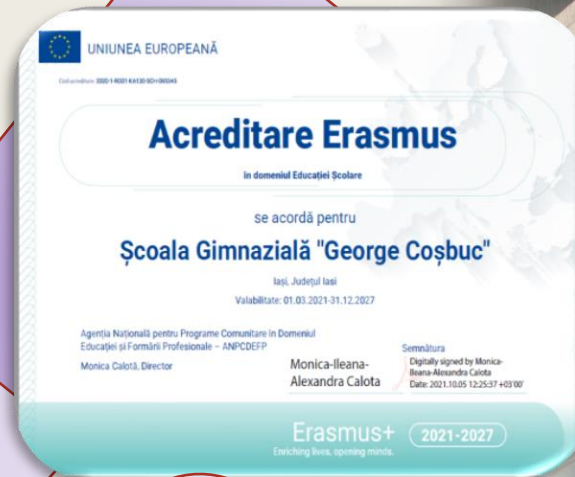 UNIUNEA EUROPEANĂ
Acreditare Erasmus
în domeniul Educației Școlare
se acordă pentru
Școala Gimnazială "George Coșbuc"
Iași, Județul Iasi
Valabilitate: 01.03.2021-31.12.2027
Agenția Națională pentru Programe Comunitare în Domeniul
Educației și Formării Profesionale – ANPCDEFP
Monica Calotă, Director
Monica-Ileana-
Alexandra Calota
Semnătura
Digitally signed by Monica-
Ileana-Alexandra Calota
Date: 2021.10.05 12:25:37 +03'00'
Erasmus+
Enriching lives, opening minds.
2021-2027